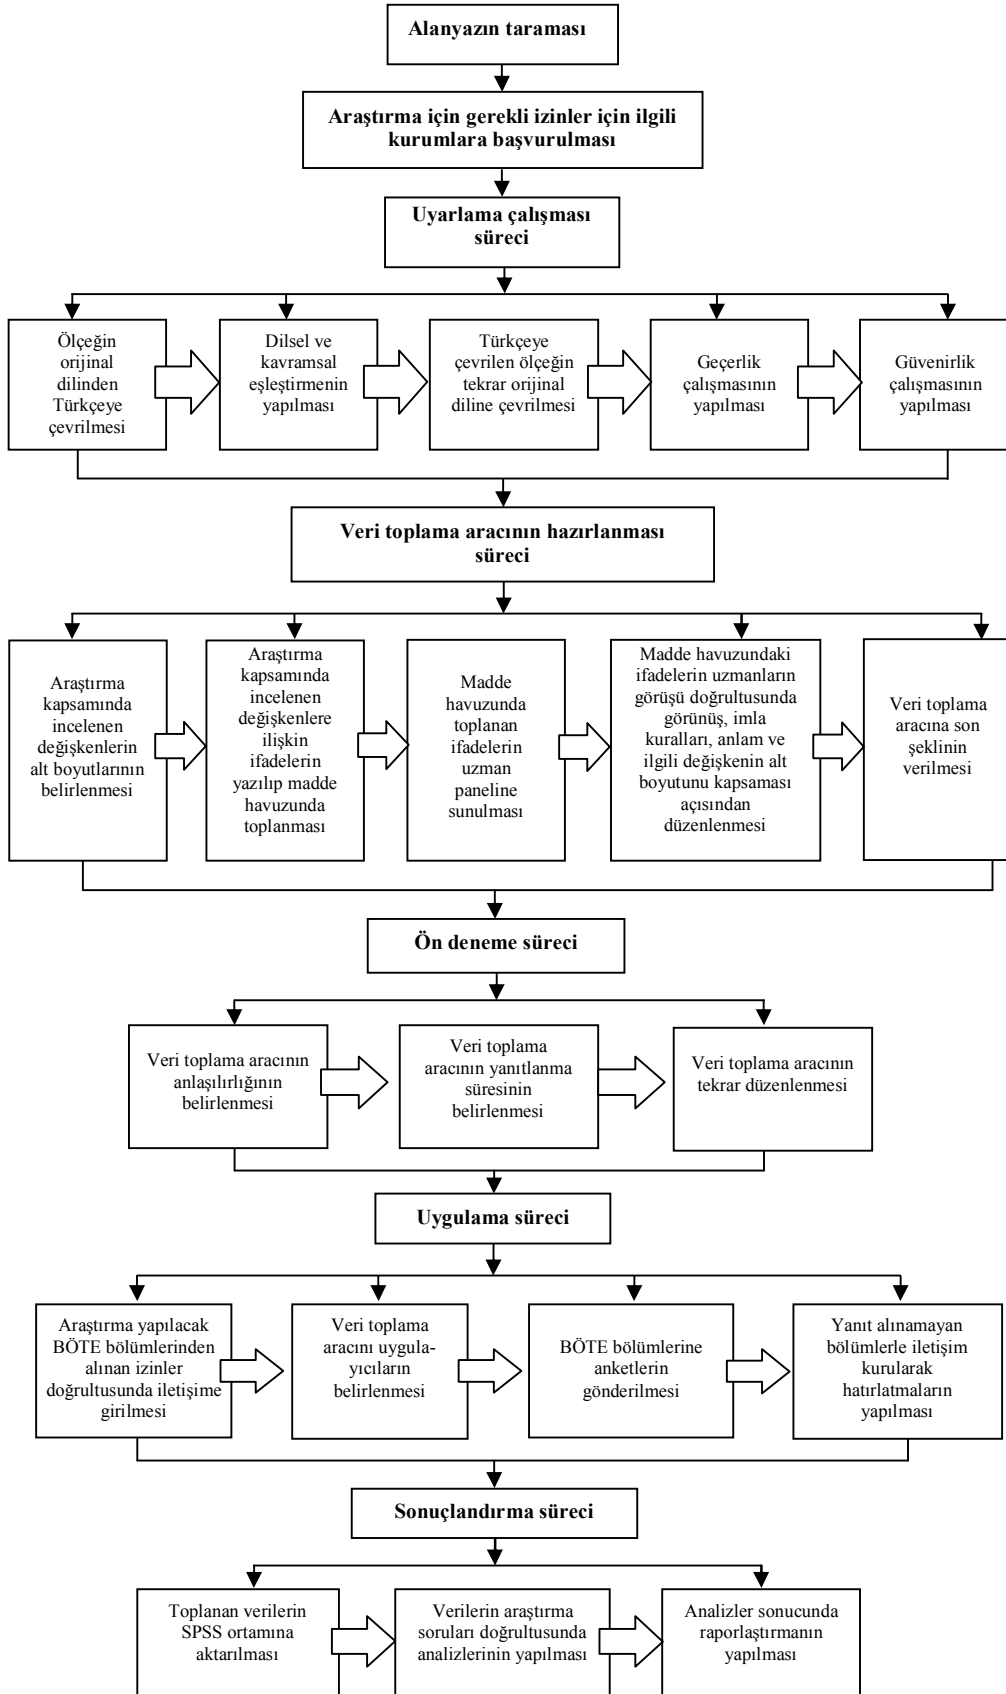 Alanyazın taraması
Araştırma için gerekli izinler için ilgili
kurumlara başvurulması
Uyarlama çalışması
süreci
Ölçeğin
orijinal
dilinden
Türkçeye
çevrilmesi
Dilsel ve
kavramsal
eşleştirmenin
yapılması
Türkçeye
çevrilen ölçeğin
tekrar orijinal
diline çevrilmesi
Geçerlik
çalışmasının
yapılması
Güvenirlik
çalışmasının
yapılması
Veri toplama aracının hazırlanması
süreci
Araştırma
kapsamında
incelenen
değişkenlerin
alt boyutlarının
belirlenmesi
Araştırma
kapsamında
incelenen
değişkenlere
ilişkin
ifadelerin
yazılıp madde
havuzunda
toplanması
Madde
havuzunda
toplanan
ifadelerin
uzman
paneline
sunulması
Madde havuzundaki
ifadelerin uzmanların
görüşü doğrultusunda
görünüş, imla
kuralları, anlam ve
ilgili değişkenin alt
boyutunu kapsaması
açısından
düzenlenmesi
Veri toplama
aracına son
şeklinin
verilmesi
Ön deneme süreci
Veri toplama aracının
anlaşılırlığının
belirlenmesi
Veri toplama
aracının yanıtlanma
süresinin
belirlenmesi
Veri toplama aracının
tekrar düzenlenmesi
Uygulama süreci
Araştırma yapılacak
BÖTE bölümlerinden
alınan izinler
doğrultusunda iletişime
girilmesi
Veri toplama
aracını uygula-
yıcıların
belirlenmesi
BÖTE bölümlerine
anketlerin
gönderilmesi
Yanıt alınamayan
bölümlerle iletişim
kurularak
hatırlatmaların
yapılması
Sonuçlandırma süreci
Toplanan verilerin
SPSS ortamına
aktarılması
Verilerin araştırma
soruları doğrultusunda
analizlerinin yapılması
Analizler sonucunda
raporlaştırmanın
yapılması